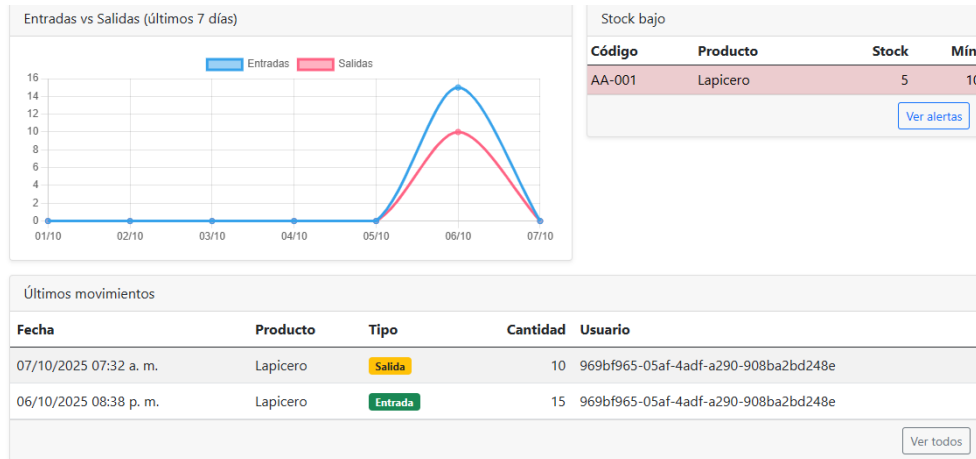 Entradas vs Salidas (últimos 7 días)
Entradas Salidas
16
14
12
10
8
6
4
2
0
01/10 02/10 03/10 04/10 05/10 06/10 07/10
Stock bajo
Código Producto Stock Mín
AA-001 Lapicero 5 10
Ver alertas
Últimos movimientos
Fecha Producto Tipo Cantidad Usuario
07/10/2025 07:32 a. m. Lapicero Salida 10 969bf965-05af-4adf-a290-908ba2bd248e
06/10/2025 08:38 p. m. Lapicero Entrada 15 969bf965-05af-4adf-a290-908ba2bd248e
Ver todos